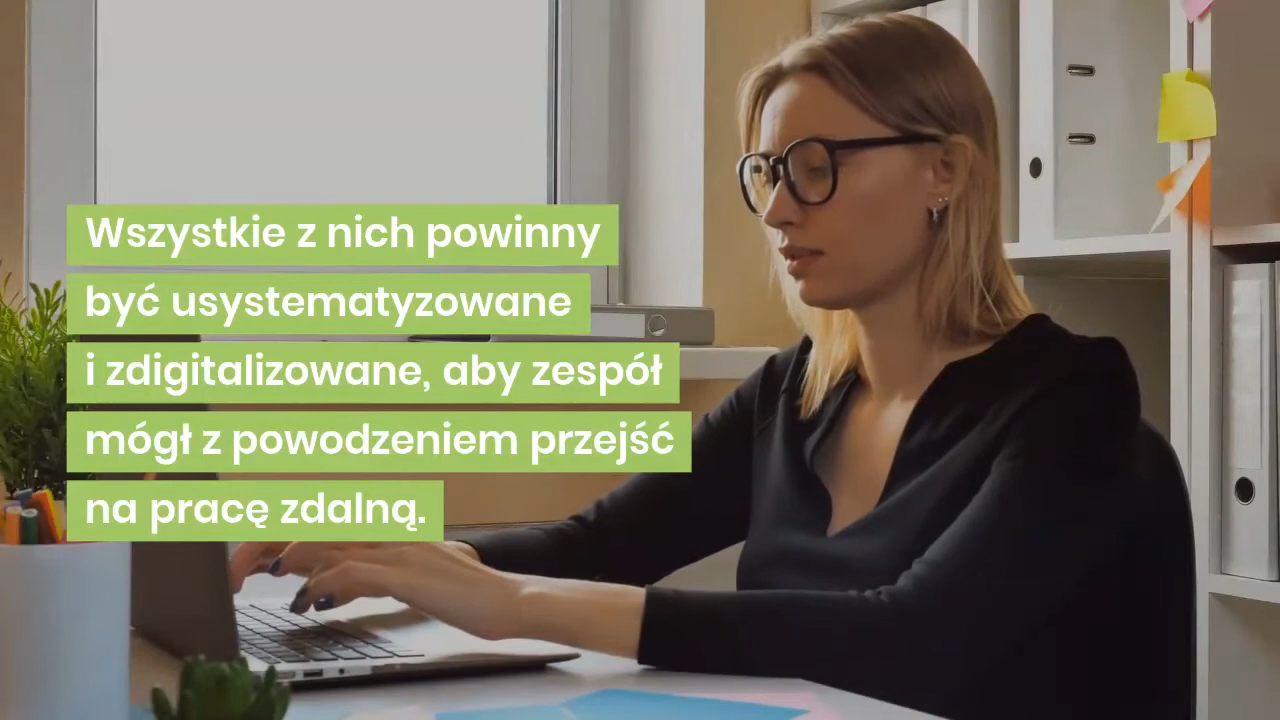 Wszystkie z nich powinny
być usystematyzowane
i zdigitalizowane, aby zespół
mógł z powodzeniem przejść
na pracę zdalną.